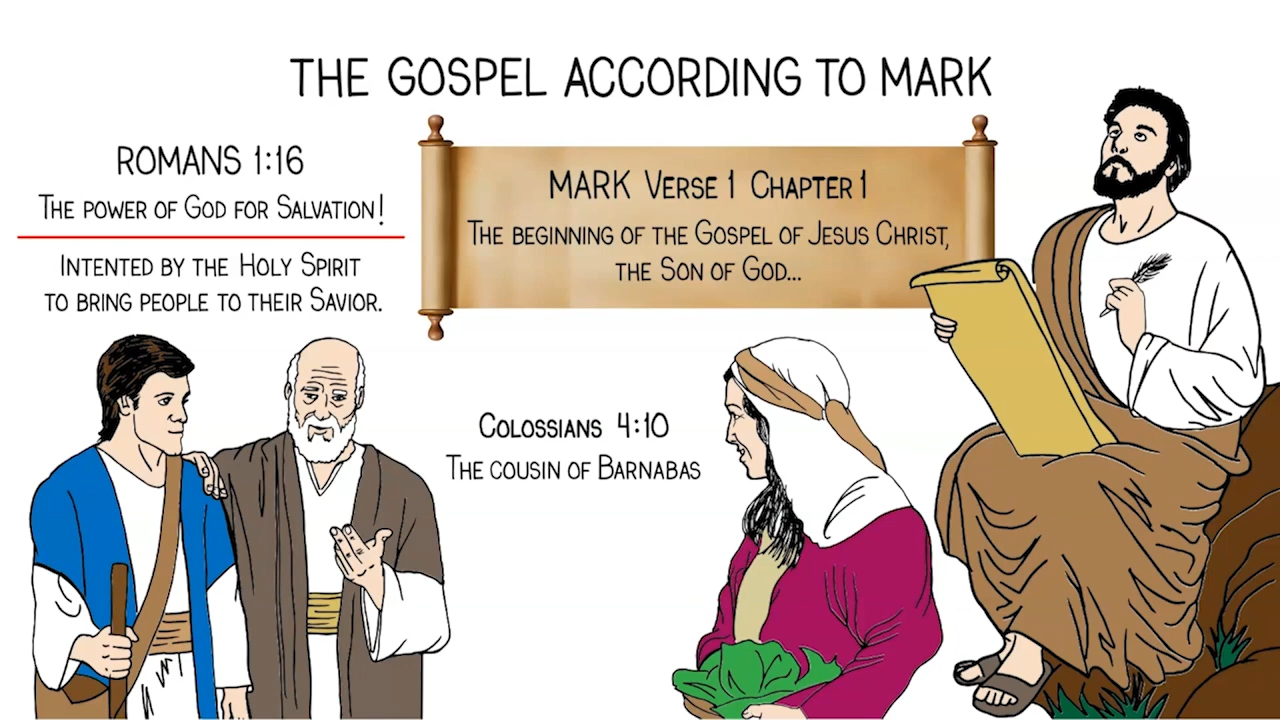 THE GOSPEL ACCORDING TO MARK
ROMANS 1:16
THE POWER OF GOD FOR SALVATION!
INTENTED BY THE HOLY SPIRIT
TO BRING PEOPLE TO THEIR SAVIOR.
MARK VERSE 1 CHAPTER 1
THE BEGINNING OF THE GOSPEL OF JESUS CHRIST,
THE SON OF GOD...
COLOSSIANS 4:10
THE COUSIN OF BARNABAS